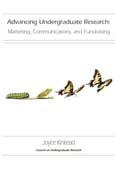 Advancing Undergraduate Research:
Marketing, Communications, and Fundraising
Joyce Kinkead
Council on Undergraduate Research